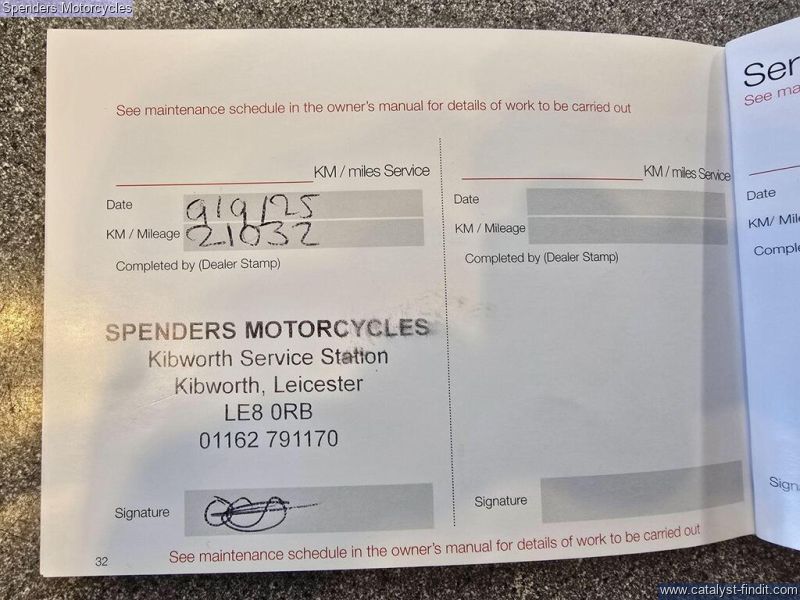 Spenders Motorcycles
See maintenance schedule in the owner's manual for details of work to be carried out
KM / miles Service
Date 9/9/25
KM / Mileage 21032
Completed by (Dealer Stamp)
SPENDERS MOTORCYCLES
Kibworth Service Station
Kibworth, Leicester
LE8 0RB
01162 791170
Signature
KM / miles Service
Date
KM / Mileage
Completed by (Dealer Stamp)
Signature
32
See maintenance schedule in the owner's manual for details of work to be carried out
See
Date
KM/
www.catalyst-findit.com